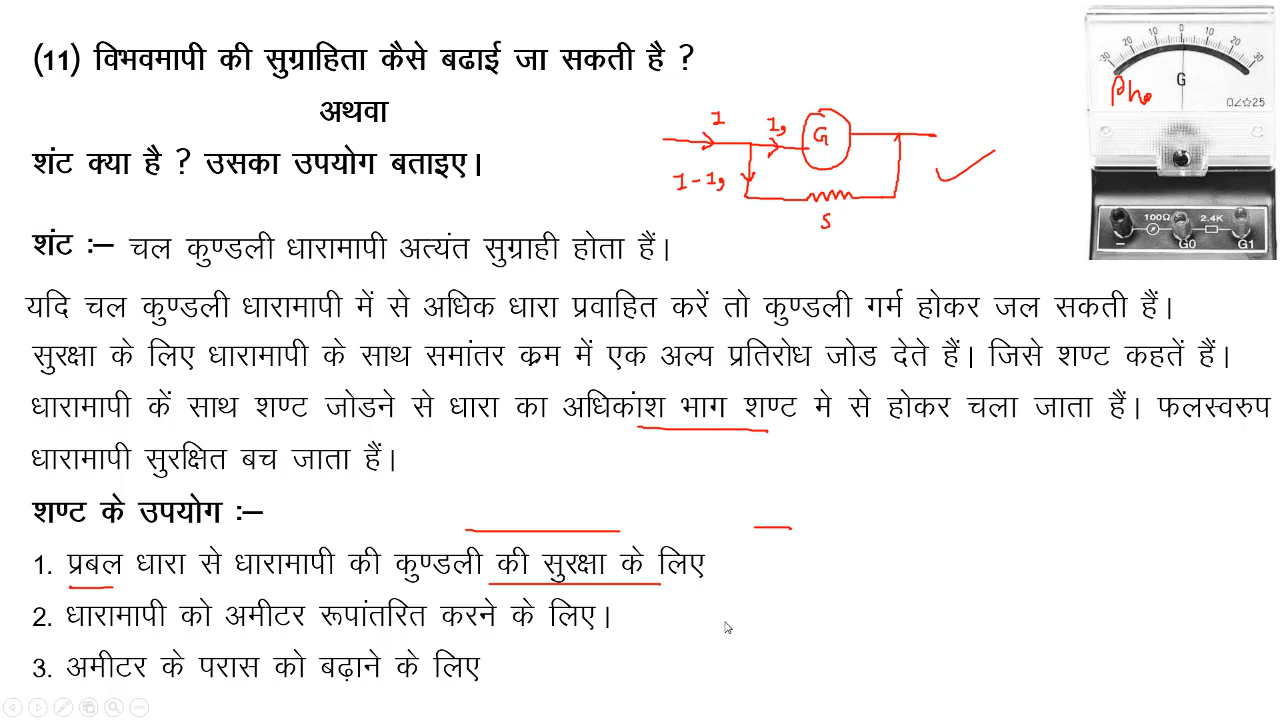 (11) विभवमापी की सुग्राहिता कैसे बढाई जा सकती है ?
अथवा
शंट क्या है ? उसका उपयोग बताइए।
I
Ig
G
I - Ig
S
30 20 10 0 10 20 30
G
Ω∠☆25
100Ω 2.4K
- G0 G1
शंट :– चल कुण्डली धारामापी अत्यंत सुग्राही होता हैं।
यदि चल कुण्डली धारामापी में से अधिक धारा प्रवाहित करें तो कुण्डली गर्म होकर जल सकती हैं।
सुरक्षा के लिए धारामापी के साथ समांतर क्रम में एक अल्प प्रतिरोध जोड देते हैं। जिसे शण्ट कहतें हैं।
धारामापी कें साथ शण्ट जोडने से धारा का अधिकांश भाग शण्ट मे से होकर चला जाता हैं। फलस्वरुप
धारामापी सुरक्षित बच जाता हैं।
शण्ट के उपयोग :–
1. प्रबल धारा से धारामापी की कुण्डली की सुरक्षा के लिए
2. धारामापी को अमीटर रूपांतरित करने के लिए।
3. अमीटर के परास को बढ़ाने के लिए